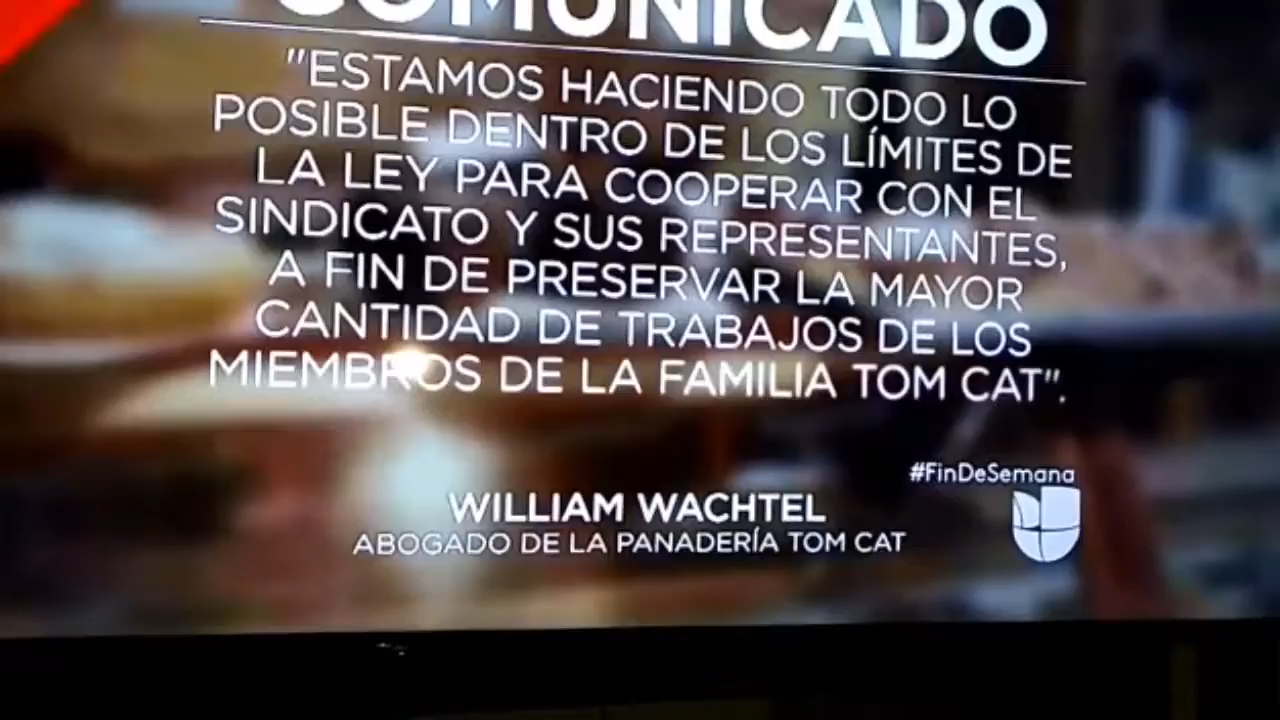 COMUNICADO
"ESTAMOS HACIENDO TODO LO
POSIBLE DENTRO DE LOS LÍMITES DE
LA LEY PARA COOPERAR CON EL
SINDICATO Y SUS REPRESENTANTES,
A FIN DE PRESERVAR LA MAYOR
CANTIDAD DE TRABAJOS DE LOS
MIEMBROS DE LA FAMILIA TOM CAT".
#FinDeSemana
WILLIAM WACHTEL
ABOGADO DE LA PANADERÍA TOM CAT